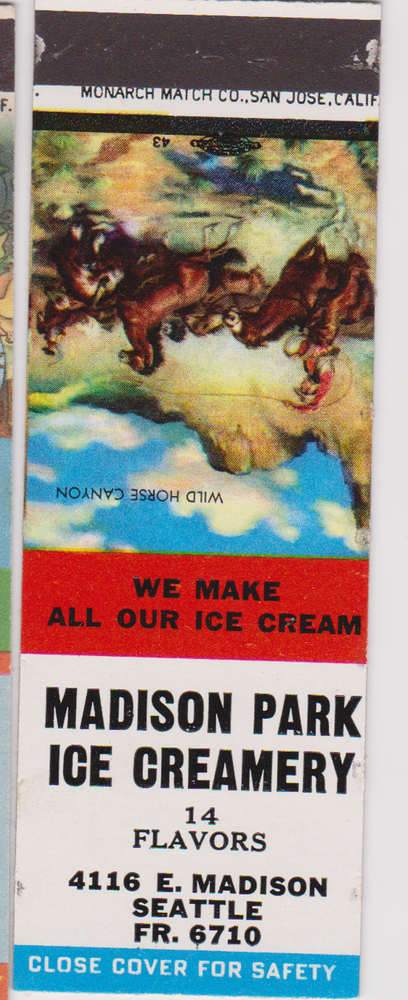 F.
MONARCH MATCH CO., SAN JOSE, CALIF.
43
WILD HORSE CANYON
WE MAKE
ALL OUR ICE CREAM
MADISON PARK
ICE CREAMERY
14
FLAVORS
4116 E. MADISON
SEATTLE
FR. 6710
CLOSE COVER FOR SAFETY